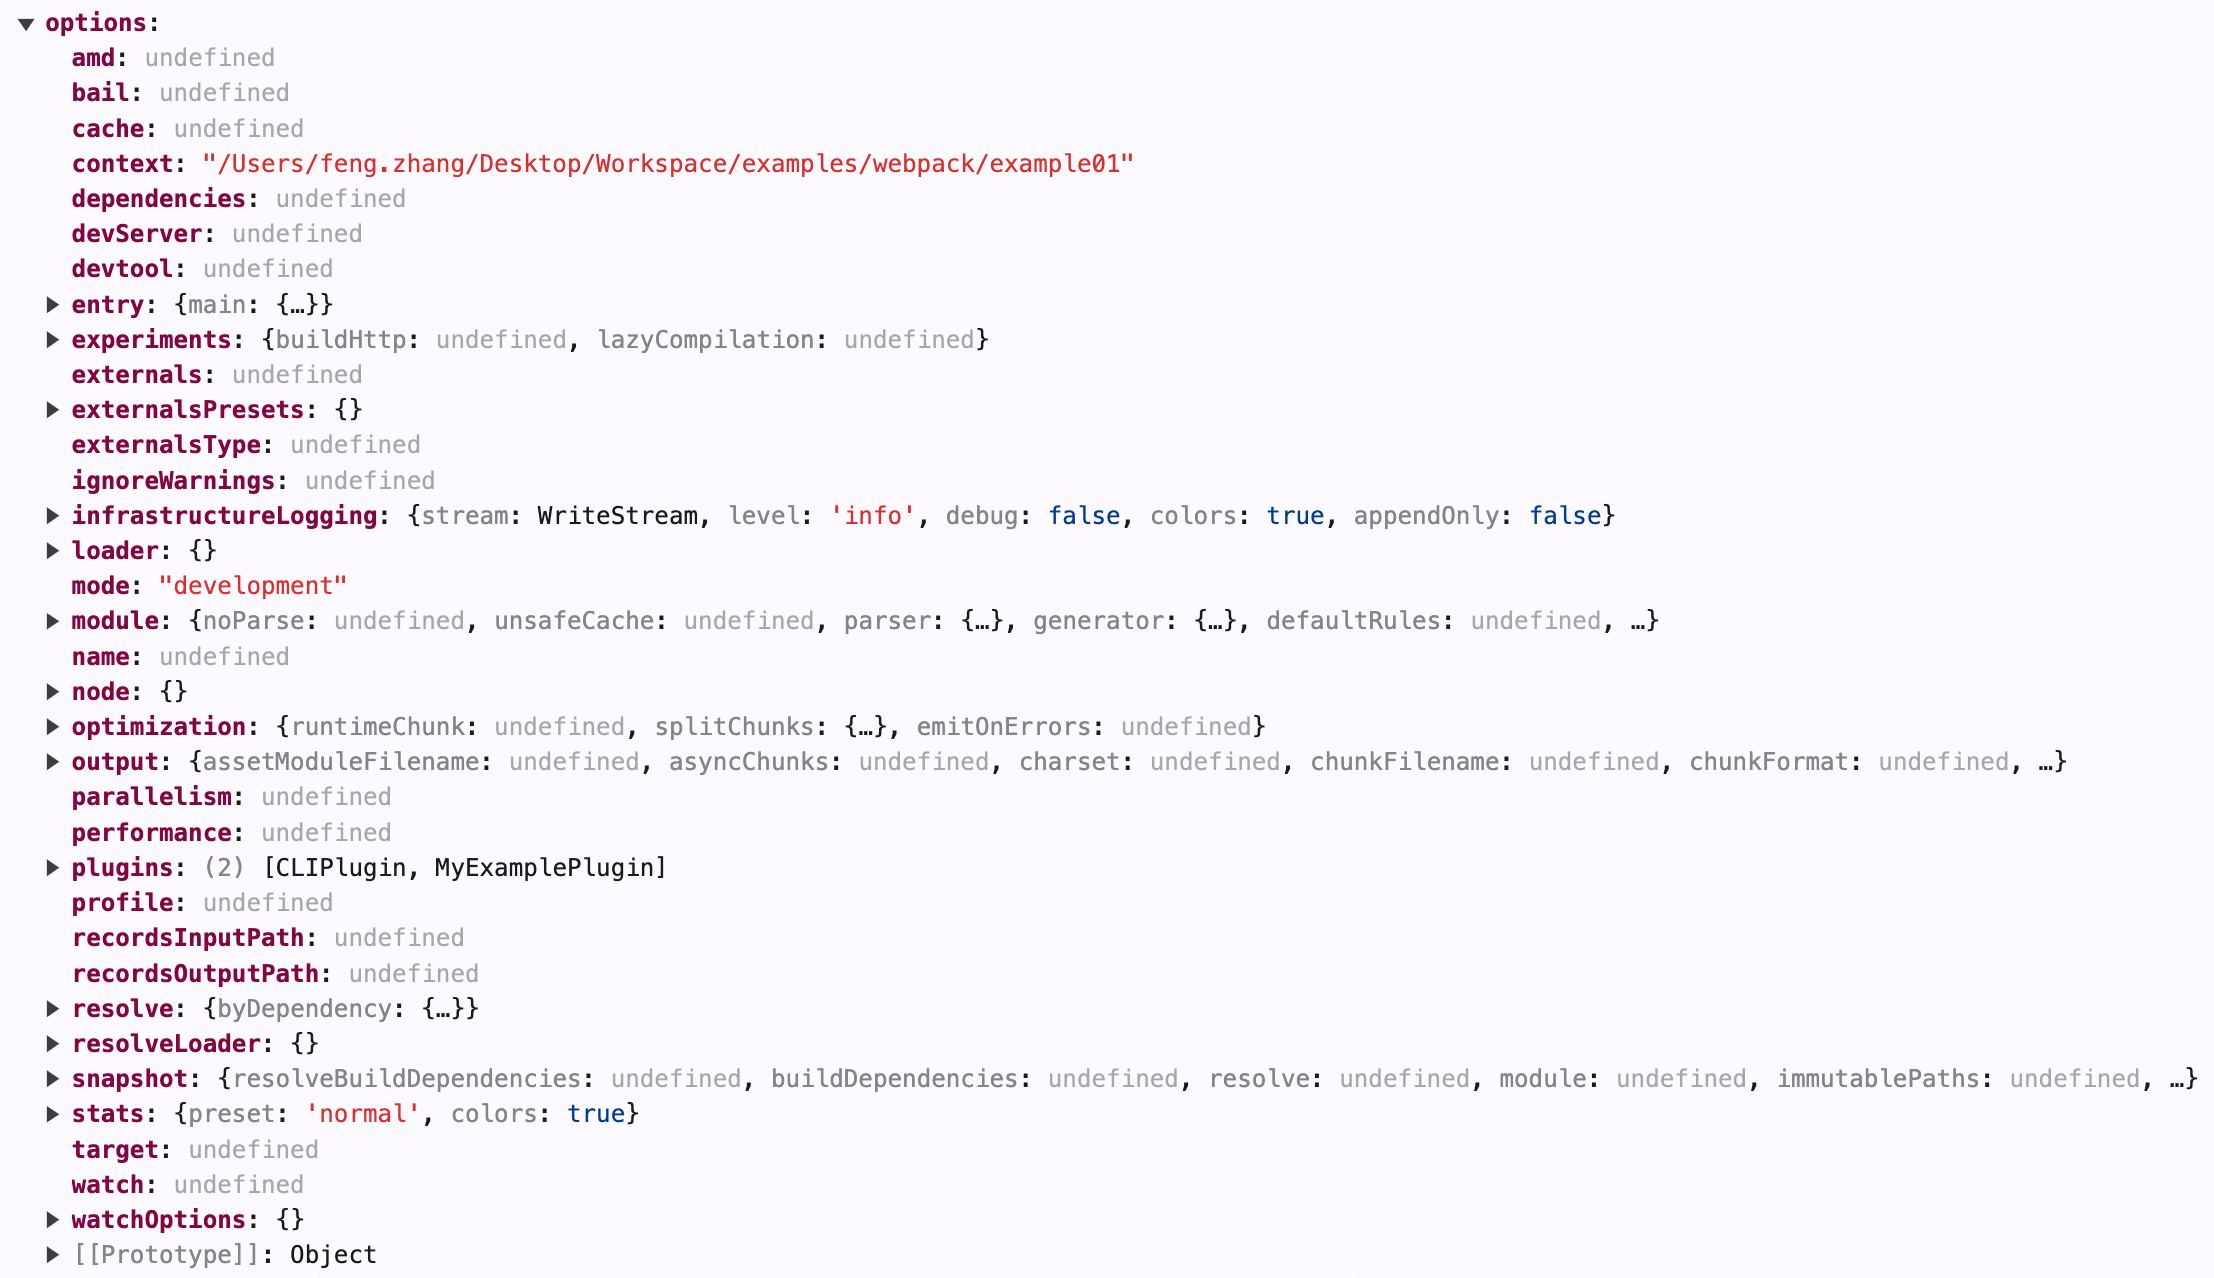 options:
amd: undefined
bail: undefined
cache: undefined
context: "/Users/feng.zhang/Desktop/Workspace/examples/webpack/example01"
dependencies: undefined
devServer: undefined
devtool: undefined
entry: {main: {…}}
experiments: {buildHttp: undefined, lazyCompilation: undefined}
externals: undefined
externalsPresets: {}
externalsType: undefined
ignoreWarnings: undefined
infrastructureLogging: {stream: WriteStream, level: 'info', debug: false, colors: true, appendOnly: false}
loader: {}
mode: "development"
module: {noParse: undefined, unsafeCache: undefined, parser: {…}, generator: {…}, defaultRules: undefined, …}
name: undefined
node: {}
optimization: {runtimeChunk: undefined, splitChunks: {…}, emitOnErrors: undefined}
output: {assetModuleFilename: undefined, asyncChunks: undefined, charset: undefined, chunkFilename: undefined, chunkFormat: undefined, …}
parallelism: undefined
performance: undefined
plugins: (2) [CLIPlugin, MyExamplePlugin]
profile: undefined
recordsInputPath: undefined
recordsOutputPath: undefined
resolve: {byDependency: {…}}
resolveLoader: {}
snapshot: {resolveBuildDependencies: undefined, buildDependencies: undefined, resolve: undefined, module: undefined, immutablePaths: undefined, …}
stats: {preset: 'normal', colors: true}
target: undefined
watch: undefined
watchOptions: {}
[[Prototype]]: Object